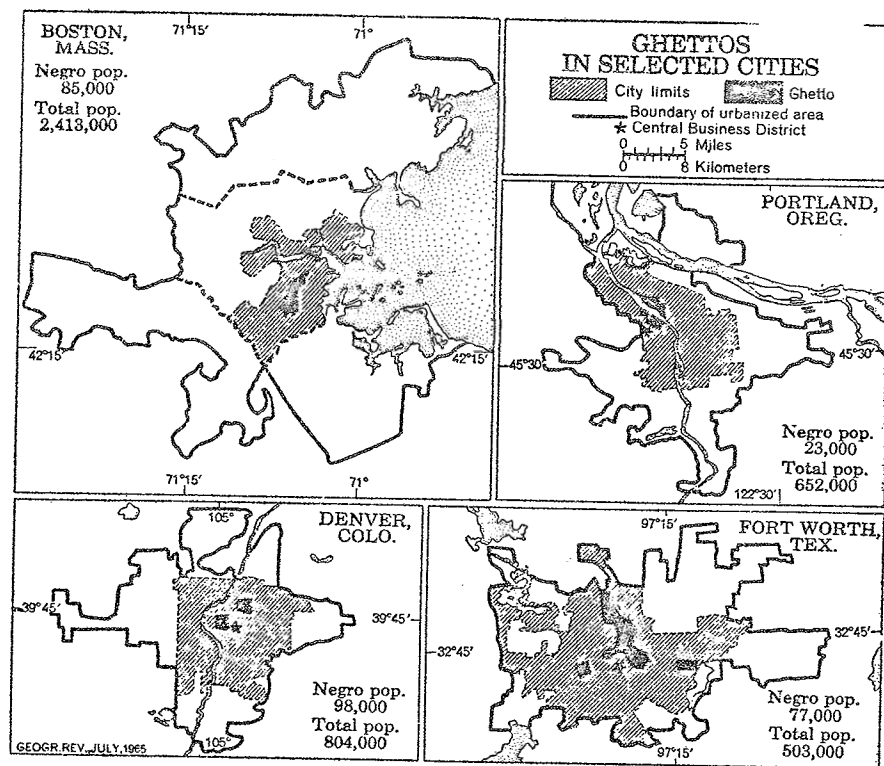 BOSTON,
MASS.
Negro pop.
85,000
Total pop.
2,413,000
71°15′
71°
42°15′
42°15′
71°15′
71°
GHETTOS
IN SELECTED CITIES
City limits
Ghetto
Boundary of urbanized area
Central Business District
0 5 Miles
0 8 Kilometers
PORTLAND,
OREG.
45°30′
45°30′
Negro pop.
23,000
Total pop.
652,000
122°30′
DENVER,
COLO.
105°
39°45′
39°45′
Negro pop.
98,000
Total pop.
804,000
105°
GEOGR. REV., JULY, 1965
97°15′
FORT WORTH,
TEX.
32°45′
32°45′
Negro pop.
77,000
Total pop.
503,000
97°15′